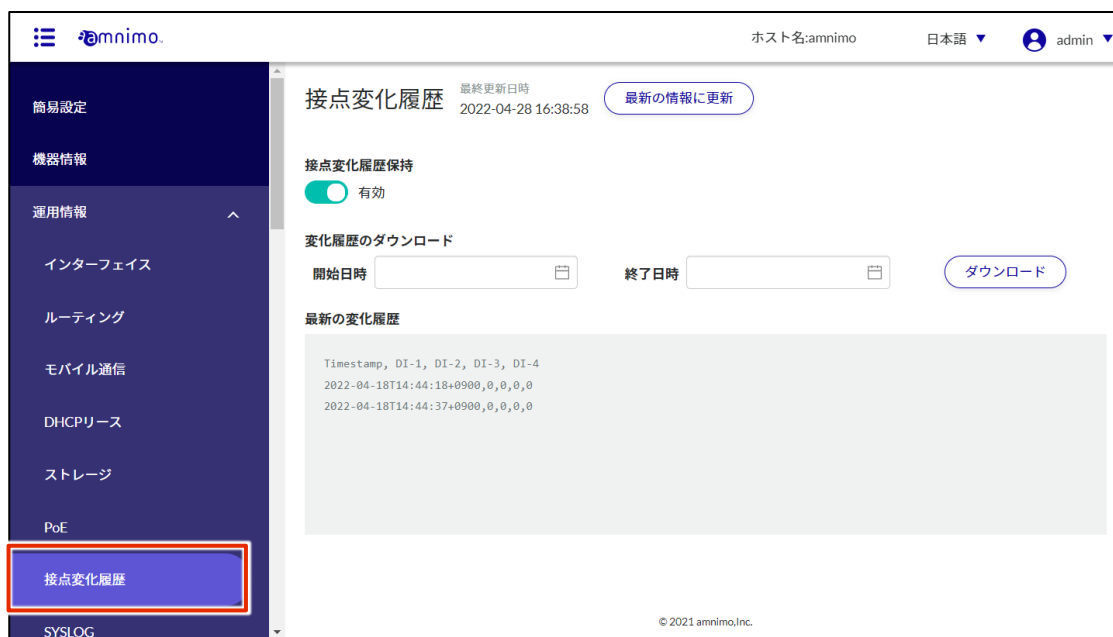 amnimo
ホスト名:amnimo
日本語 ▼
admin ▼
簡易設定
機器情報
運用情報
インターフェイス
ルーティング
モバイル通信
DHCPリース
ストレージ
PoE
接点変化履歴
SYSLOG
接点変化履歴
最終更新日時
2022-04-28 16:38:58
最新の情報に更新
接点変化履歴保持
有効
変化履歴のダウンロード
開始日時
終了日時
ダウンロード
最新の変化履歴
Timestamp, DI-1, DI-2, DI-3, DI-4
2022-04-18T14:44:18+0900,0,0,0,0
2022-04-18T14:44:37+0900,0,0,0,0
© 2021 amnimo,Inc.